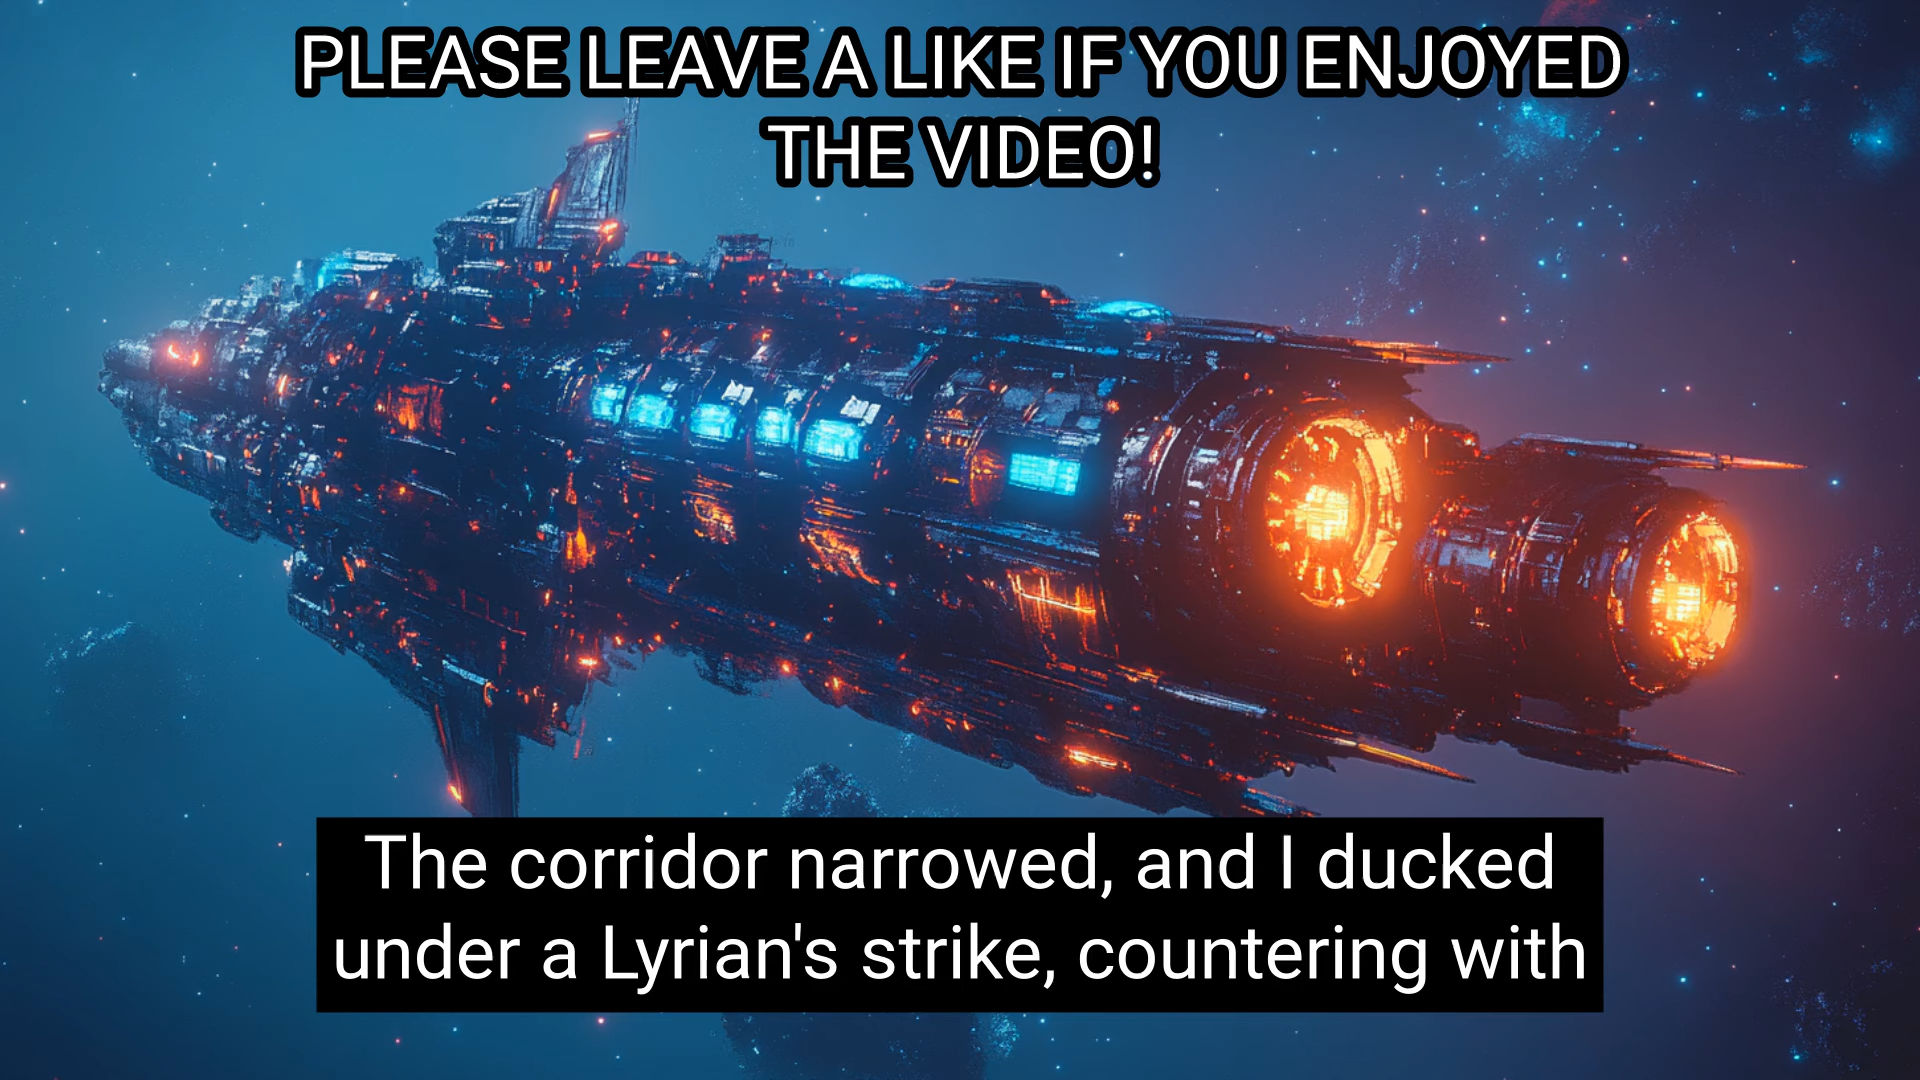 PLEASE LEAVE A LIKE IF YOU ENJOYED
THE VIDEO!
The corridor narrowed, and I ducked
under a Lyrian's strike, countering with